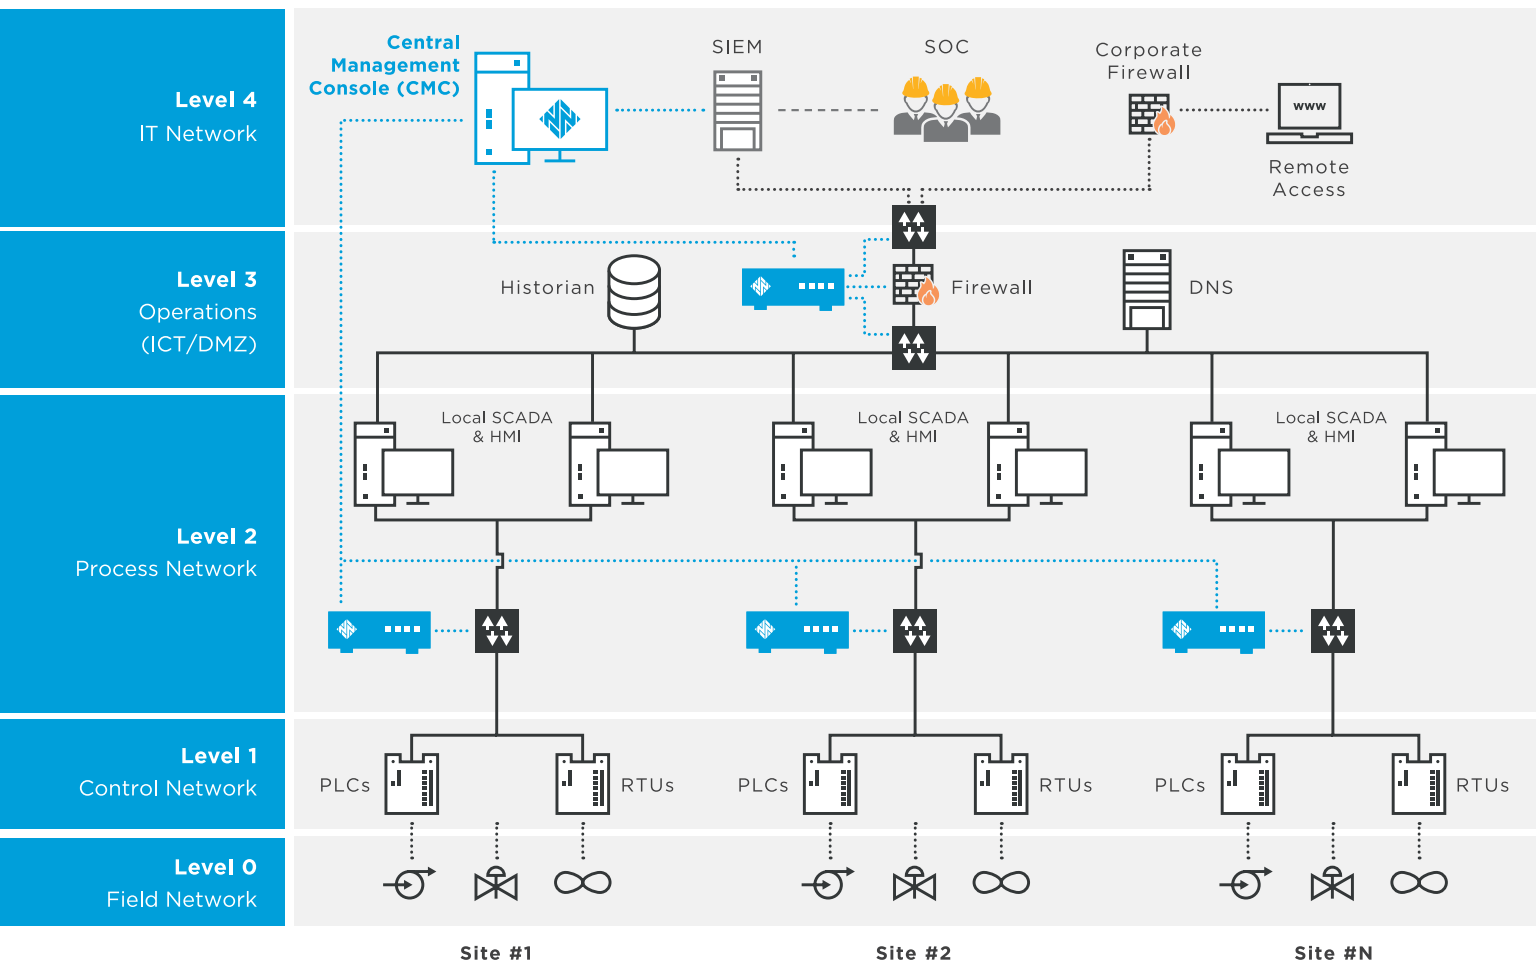 Level 4
IT Network
Central
Management
Console (CMC)
SIEM
SOC
Corporate
Firewall
www
Remote
Access
Level 3
Operations
(ICT/DMZ)
Historian
Firewall
DNS
Level 2
Process Network
Local SCADA
& HMI
Local SCADA
& HMI
Local SCADA
& HMI
Level 1
Control Network
PLCs
RTUs
PLCs
RTUs
PLCs
RTUs
Level 0
Field Network
Site #1
Site #2
Site #N